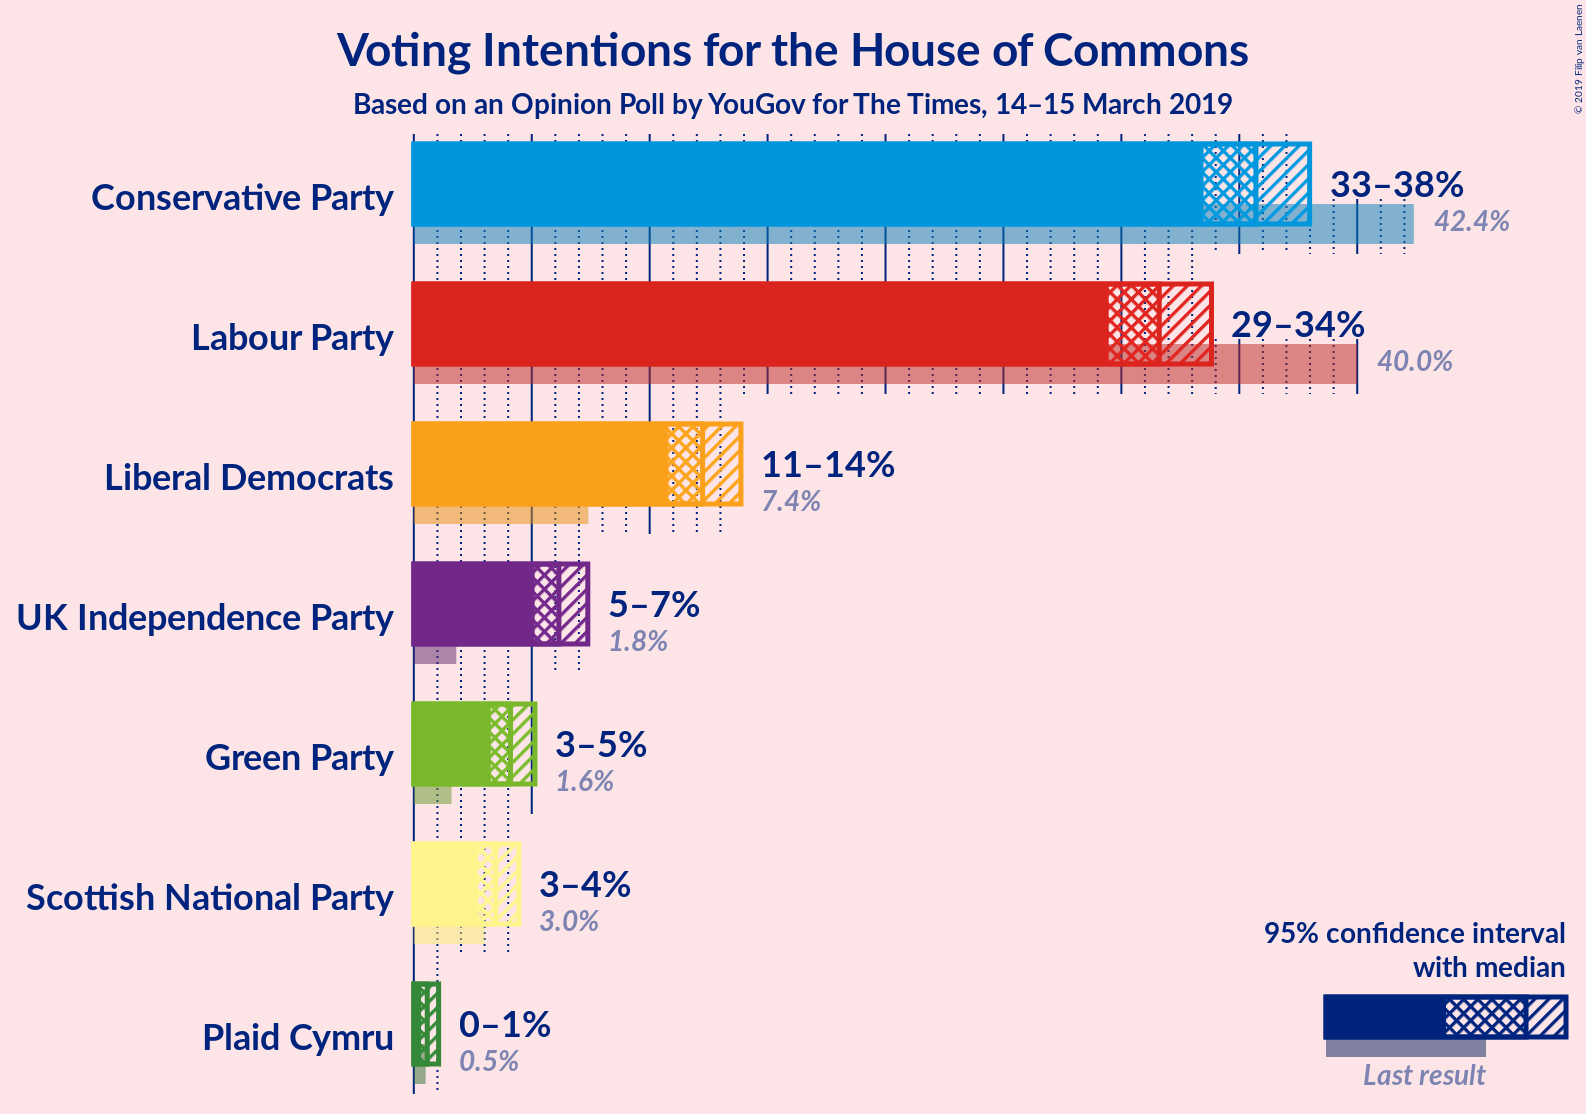 Voting Intentions for the House of Commons
Based on an Opinion Poll by YouGov for The Times, 14–15 March 2019
© 2019 Filip van Laenen
Conservative Party
33–38%
42.4%
Labour Party
29–34%
40.0%
Liberal Democrats
11–14%
7.4%
UK Independence Party
5–7%
1.8%
Green Party
3–5%
1.6%
Scottish National Party
3–4%
3.0%
Plaid Cymru
0–1%
0.5%
95% confidence interval
with median
Last result